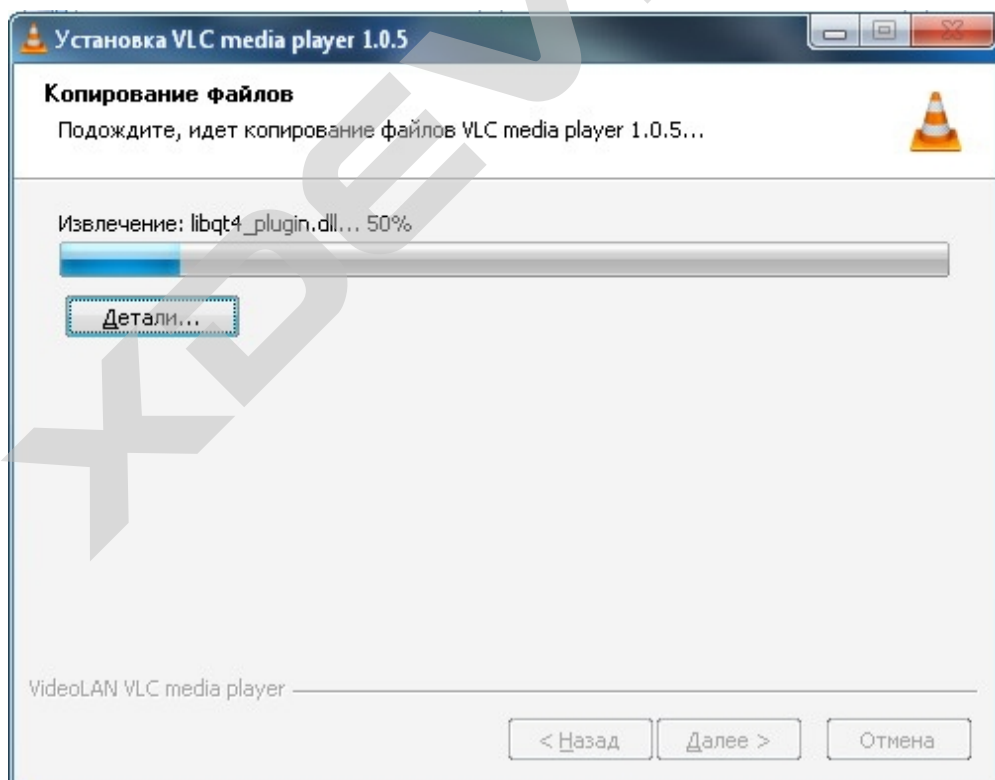 Установка VLC media player 1.0.5
Копирование файлов
Подождите, идет копирование файлов VLC media player 1.0.5...
Извлечение: libqt4_plugin.dll... 50%
Детали...
VideoLAN VLC media player
< Назад Далее > Отмена
XDEV